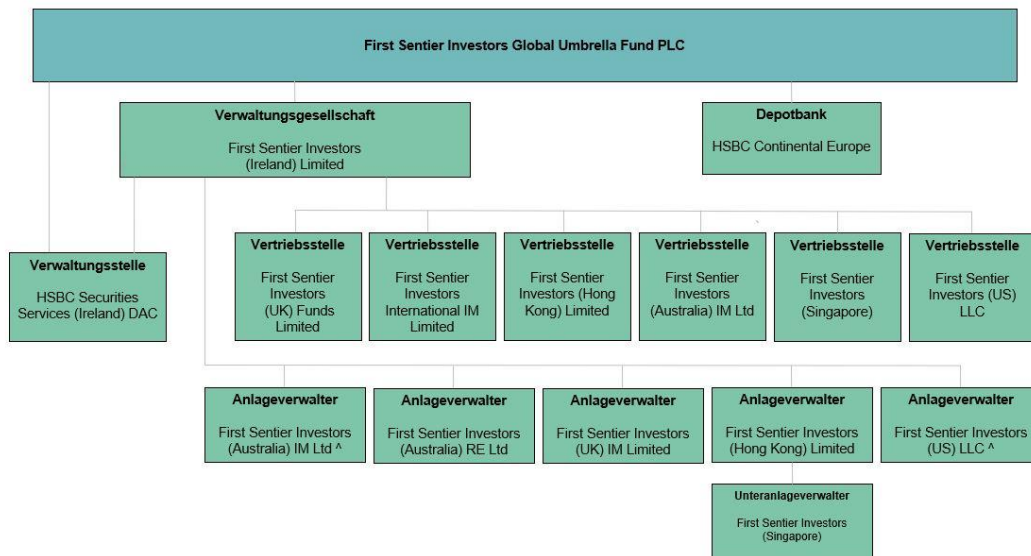 First Sentier Investors Global Umbrella Fund PLC
Verwaltungsgesellschaft
First Sentier Investors
(Ireland) Limited
Depotbank
HSBC Continental Europe
Verwaltungsstelle
HSBC Securities
Services (Ireland) DAC
Vertriebsstelle
First Sentier
Investors
(UK) Funds
Limited
Vertriebsstelle
First Sentier
Investors
International IM
Limited
Vertriebsstelle
First Sentier
Investors (Hong
Kong) Limited
Vertriebsstelle
First Sentier
Investors
(Australia) IM Ltd
Vertriebsstelle
First Sentier
Investors
(Singapore)
Vertriebsstelle
First Sentier
Investors (US)
LLC
Anlageverwalter
First Sentier Investors
(Australia) IM Ltd ^
Anlageverwalter
First Sentier Investors
(Australia) RE Ltd
Anlageverwalter
First Sentier Investors
(UK) IM Limited
Anlageverwalter
First Sentier Investors
(Hong Kong) Limited
Anlageverwalter
First Sentier Investors
(US) LLC ^
Unteranlageverwalter
First Sentier Investors
(Singapore)